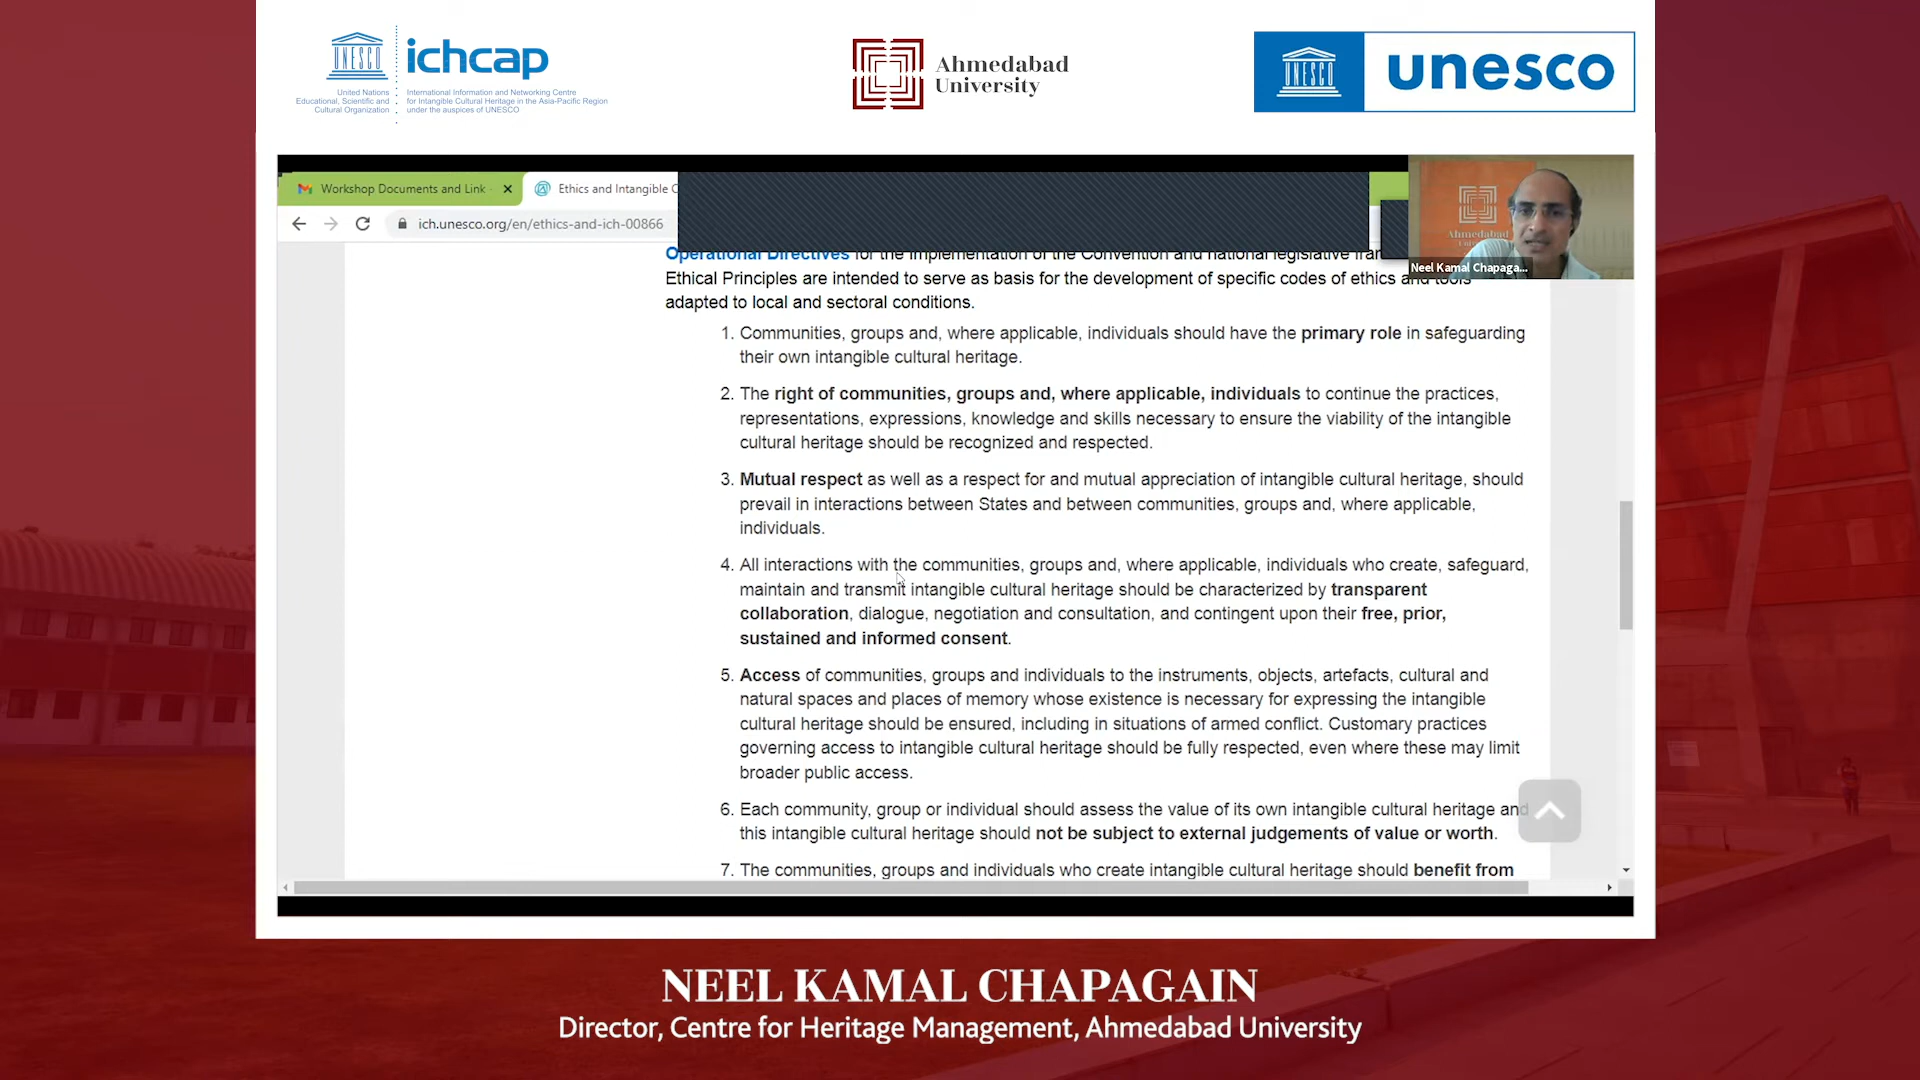 UNESCO
United Nations
Educational, Scientific and
Cultural Organization
ichcap
International Information and Networking Centre
for Intangible Cultural Heritage in the Asia-Pacific Region
under the auspices of UNESCO
Ahmedabad
University
UNESCO
unesco
Workshop Documents and Link
Ethics and Intangible C
ich.unesco.org/en/ethics-and-ich-00866
Ahmedabad
Neel Kamal Chapaga...
Operational Directives for the implementation of the Convention and national legislative
Ethical Principles are intended to serve as basis for the development of specific codes of ethics and tools
adapted to local and sectoral conditions.
1. Communities, groups and, where applicable, individuals should have the primary role in safeguarding
their own intangible cultural heritage.
2. The right of communities, groups and, where applicable, individuals to continue the practices,
representations, expressions, knowledge and skills necessary to ensure the viability of the intangible
cultural heritage should be recognized and respected.
3. Mutual respect as well as a respect for and mutual appreciation of intangible cultural heritage, should
prevail in interactions between States and between communities, groups and, where applicable,
individuals.
4. All interactions with the communities, groups and, where applicable, individuals who create, safeguard,
maintain and transmit intangible cultural heritage should be characterized by transparent
collaboration, dialogue, negotiation and consultation, and contingent upon their free, prior,
sustained and informed consent.
5. Access of communities, groups and individuals to the instruments, objects, artefacts, cultural and
natural spaces and places of memory whose existence is necessary for expressing the intangible
cultural heritage should be ensured, including in situations of armed conflict. Customary practices
governing access to intangible cultural heritage should be fully respected, even where these may limit
broader public access.
6. Each community, group or individual should assess the value of its own intangible cultural heritage and
this intangible cultural heritage should not be subject to external judgements of value or worth.
7. The communities, groups and individuals who create intangible cultural heritage should benefit from
NEEL KAMAL CHAPAGAIN
Director, Centre for Heritage Management, Ahmedabad University